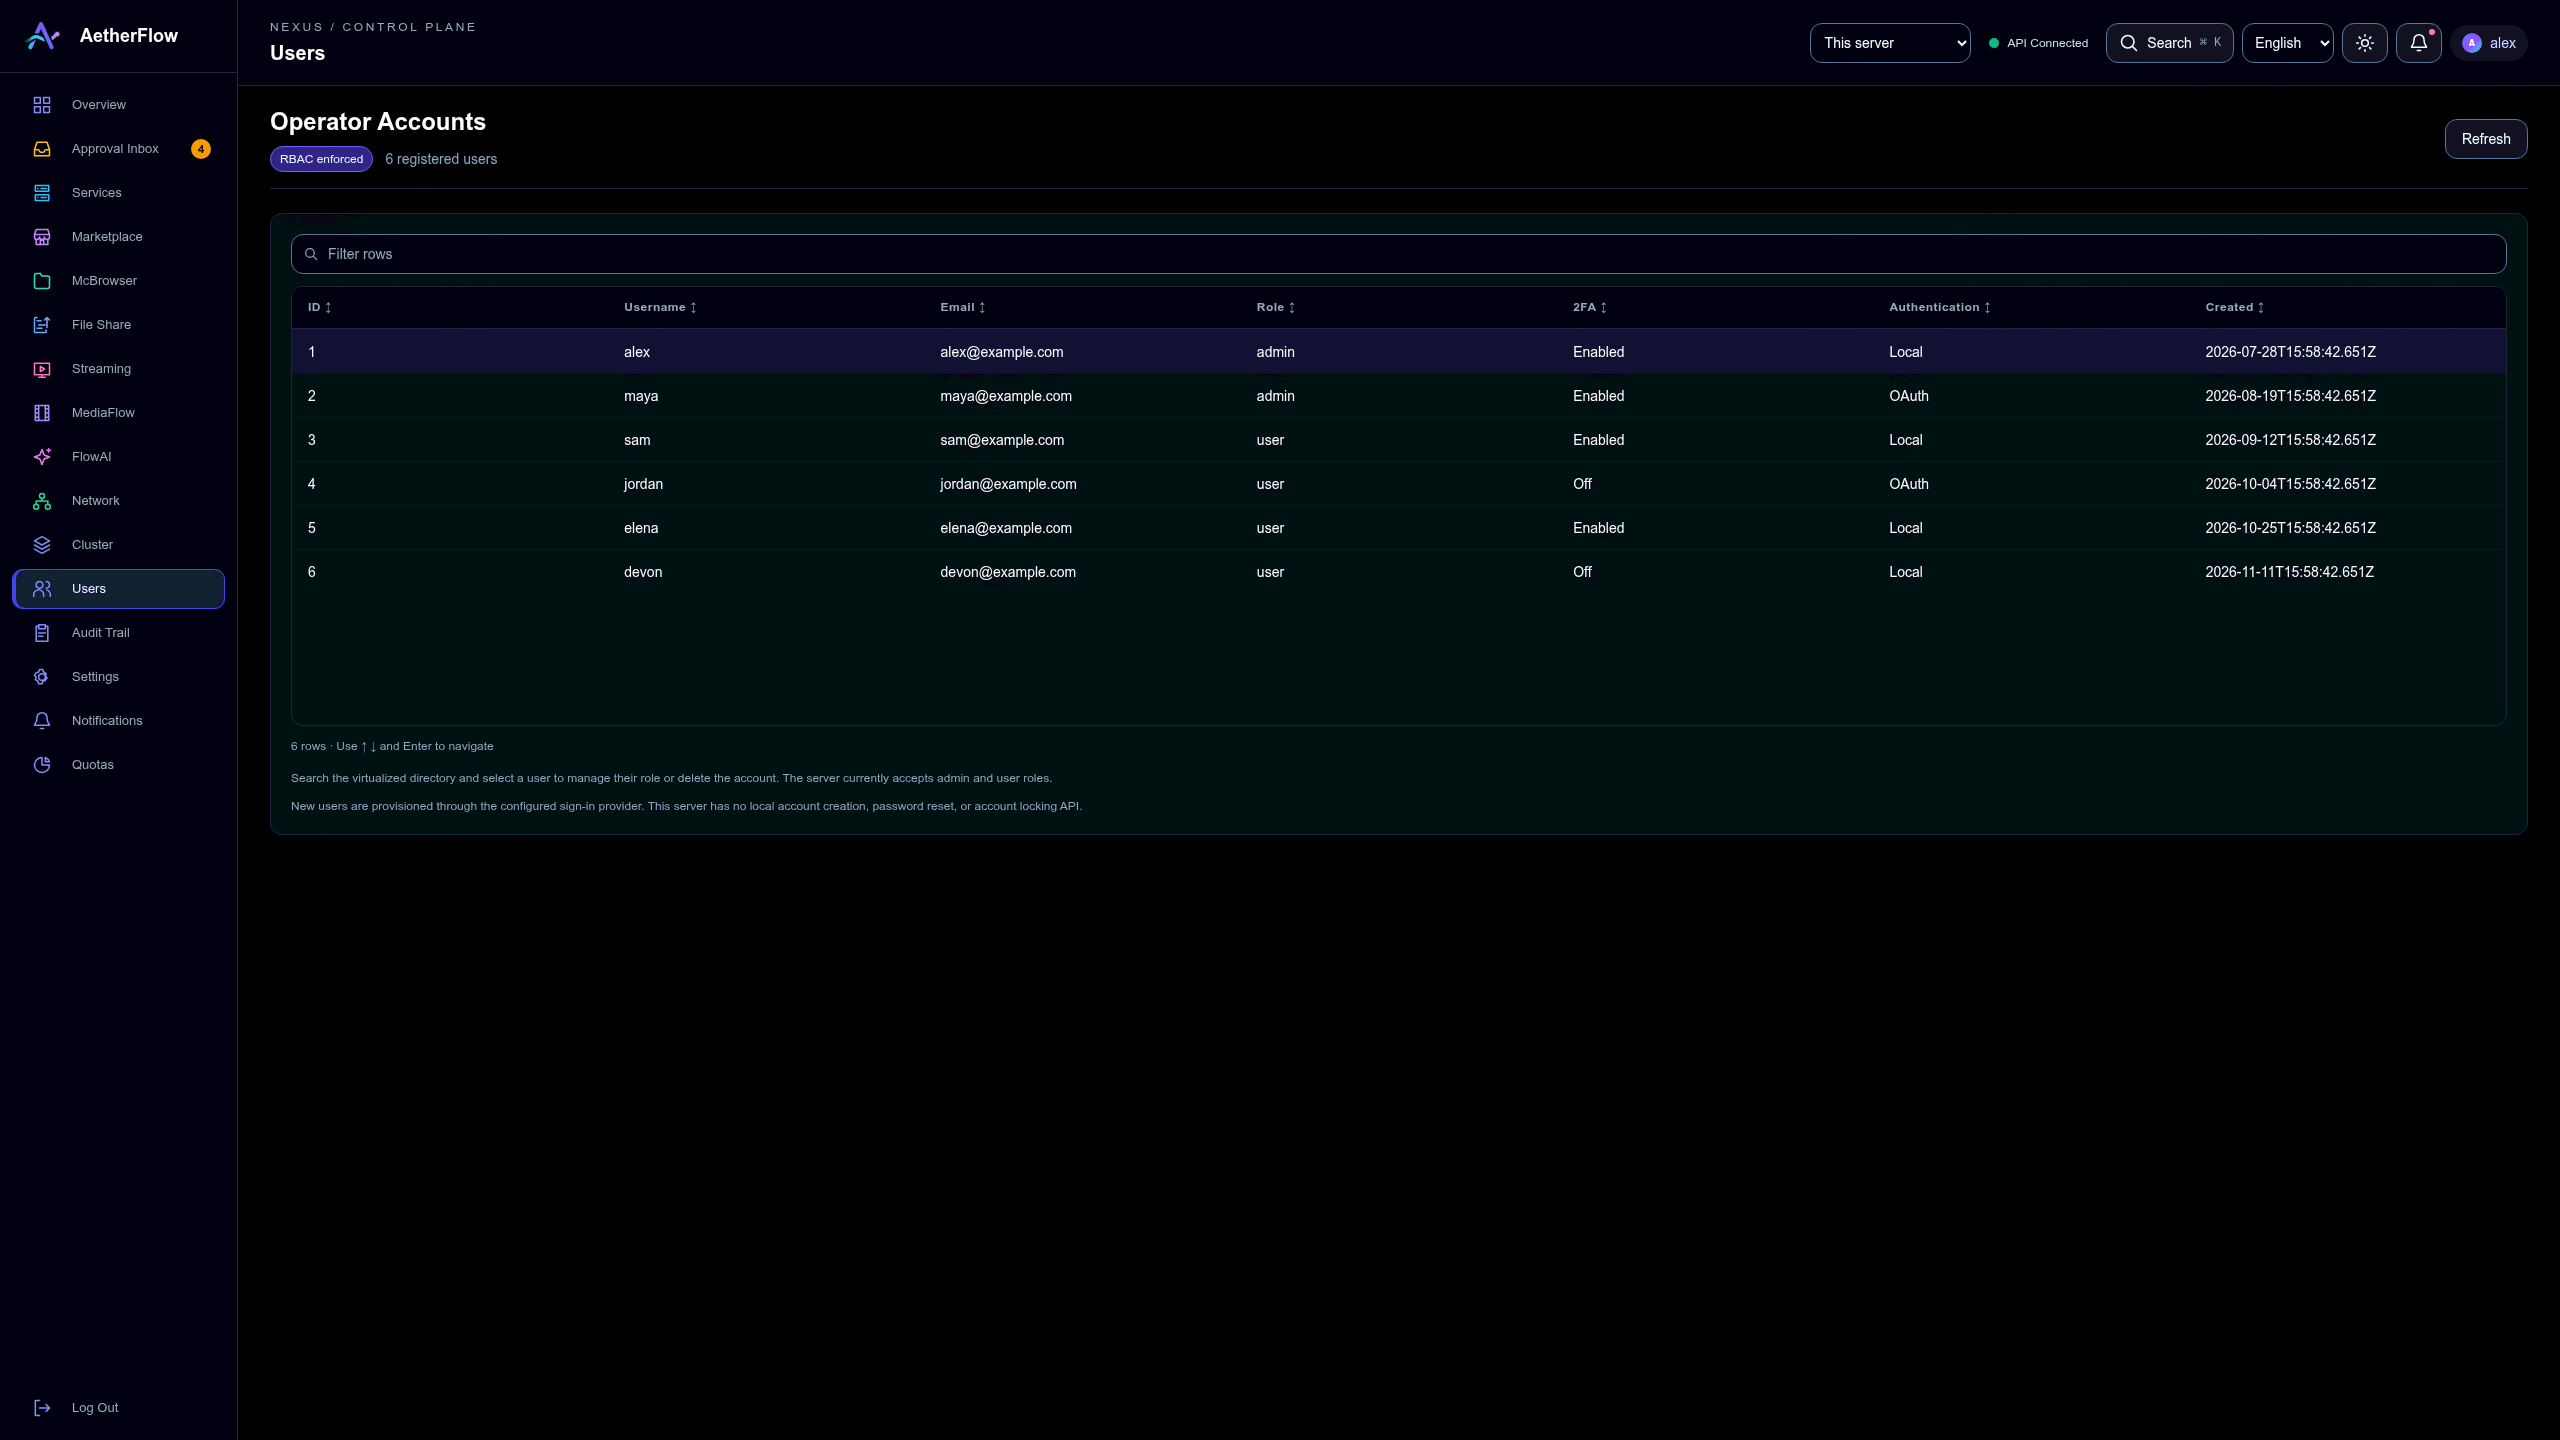 AetherFlow
Overview
Approval Inbox 4
Services
Marketplace
McBrowser
File Share
Streaming
MediaFlow
FlowAI
Network
Cluster
Users
Audit Trail
Settings
Notifications
Quotas
Log Out
NEXUS / CONTROL PLANE
Users
This server
API Connected
Search ⌘ K
English
A alex
Operator Accounts
RBAC enforced 6 registered users
Refresh
Filter rows
ID ↕ Username ↕ Email ↕ Role ↕ 2FA ↕ Authentication ↕ Created ↕
1 alex alex@example.com admin Enabled Local 2026-07-28T15:58:42.651Z
2 maya maya@example.com admin Enabled OAuth 2026-08-19T15:58:42.651Z
3 sam sam@example.com user Enabled Local 2026-09-12T15:58:42.651Z
4 jordan jordan@example.com user Off OAuth 2026-10-04T15:58:42.651Z
5 elena elena@example.com user Enabled Local 2026-10-25T15:58:42.651Z
6 devon devon@example.com user Off Local 2026-11-11T15:58:42.651Z
6 rows · Use ↑ ↓ and Enter to navigate
Search the virtualized directory and select a user to manage their role or delete the account. The server currently accepts admin and user roles.
New users are provisioned through the configured sign-in provider. This server has no local account creation, password reset, or account locking API.